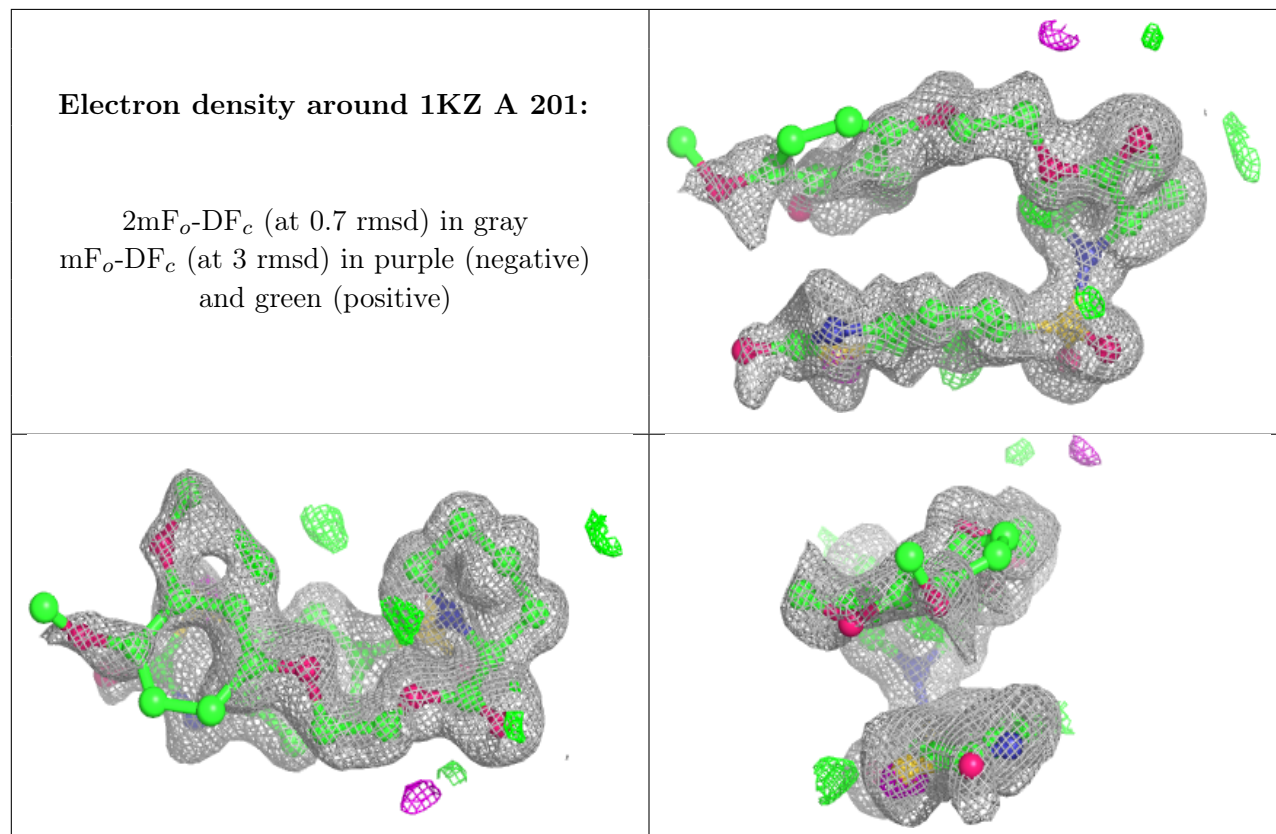 Electron density around 1KZ A 201:
2mFo-DFc (at 0.7 rmsd) in gray
mFo-DFc (at 3 rmsd) in purple (negative)
and green (positive)